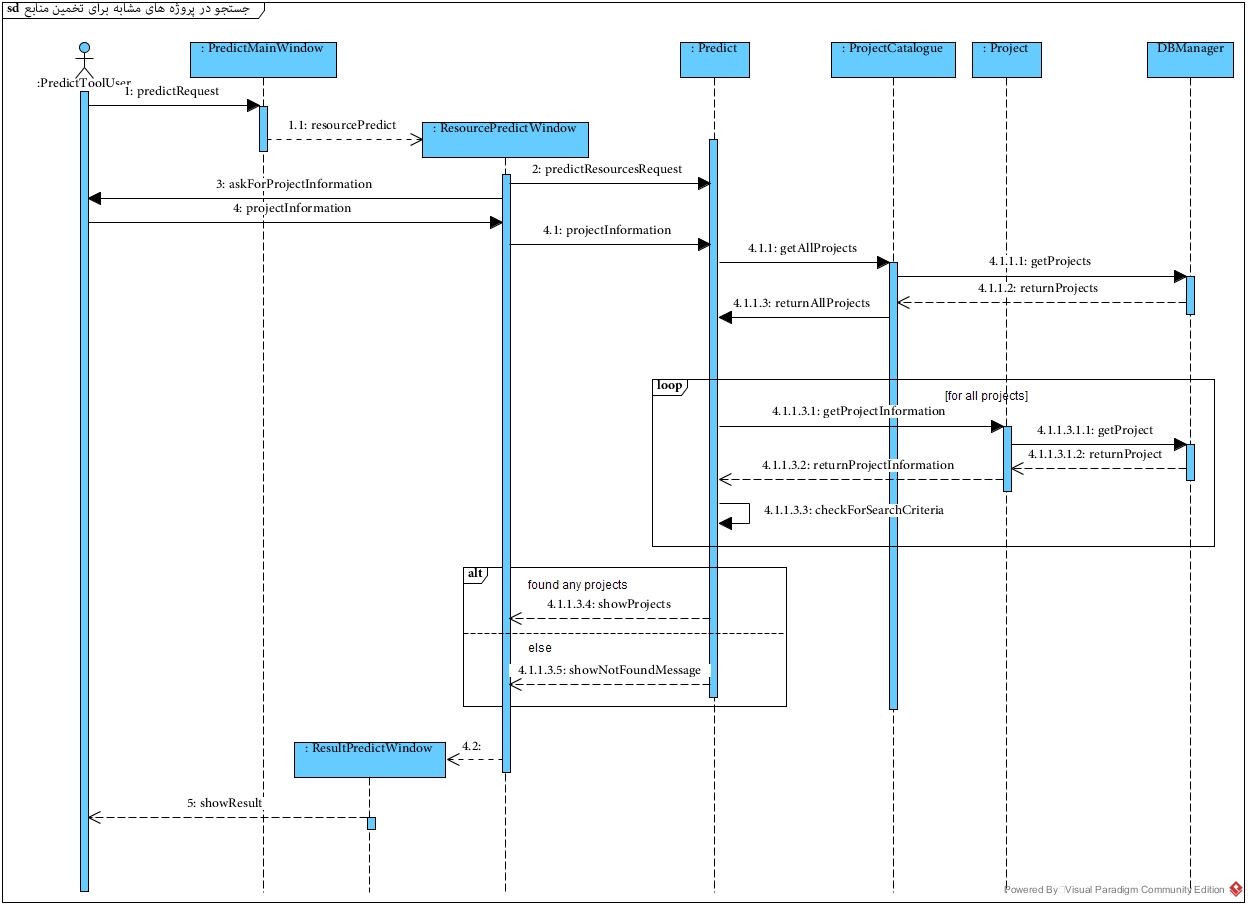 sd جستجو در پروژه های مشابه برای تخمین منابع
: PredictMainWindow
: Predict
: ProjectCatalogue
: Project
DBManager
:PredictToolUser
1: predictRequest
1.1: resourcePredict
: ResourcePredictWindow
2: predictResourcesRequest
3: askForProjectInformation
4: projectInformation
4.1: projectInformation
4.1.1: getAllProjects
4.1.1.1: getProjects
4.1.1.2: returnProjects
4.1.1.3: returnAllProjects
loop
[for all projects]
4.1.1.3.1: getProjectInformation
4.1.1.3.1.1: getProject
4.1.1.3.1.2: returnProject
4.1.1.3.2: returnProjectInformation
4.1.1.3.3: checkForSearchCriteria
alt
found any projects
4.1.1.3.4: showProjects
else
4.1.1.3.5: showNotFoundMessage
4.2:
: ResultPredictWindow
5: showResult
Powered By Visual Paradigm Community Edition